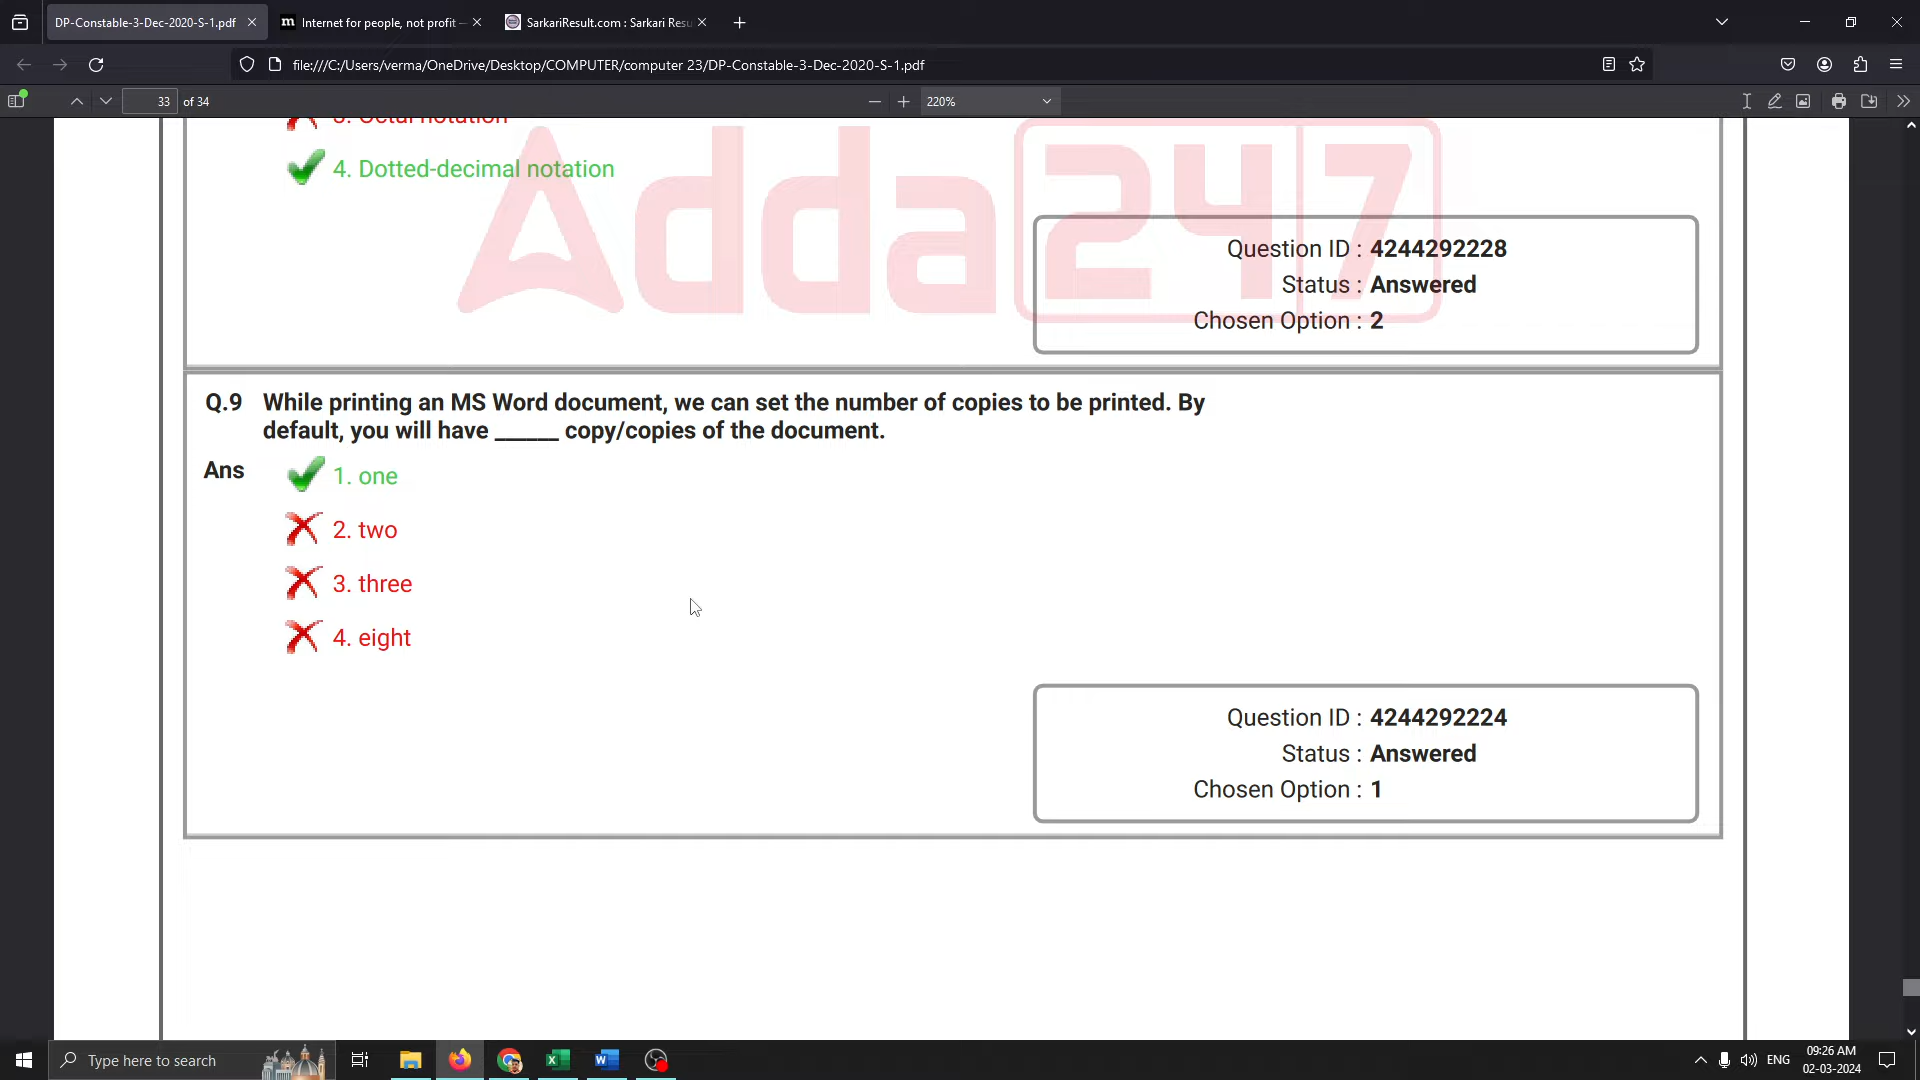 DP-Constable-3-Dec-2020-S-1.pdf
Internet for people, not profit —
SarkariResult.com : Sarkari Resu
file:///C:/Users/verma/OneDrive/Desktop/COMPUTER/computer 23/DP-Constable-3-Dec-2020-S-1.pdf
33 of 34
220%
3. Octal notation
4. Dotted-decimal notation
Adda247
Question ID : 4244292228
Status : Answered
Chosen Option : 2
Q.9 While printing an MS Word document, we can set the number of copies to be printed. By
default, you will have ______ copy/copies of the document.
Ans
1. one
2. two
3. three
4. eight
Question ID : 4244292224
Status : Answered
Chosen Option : 1
Type here to search
ENG
09:26 AM
02-03-2024